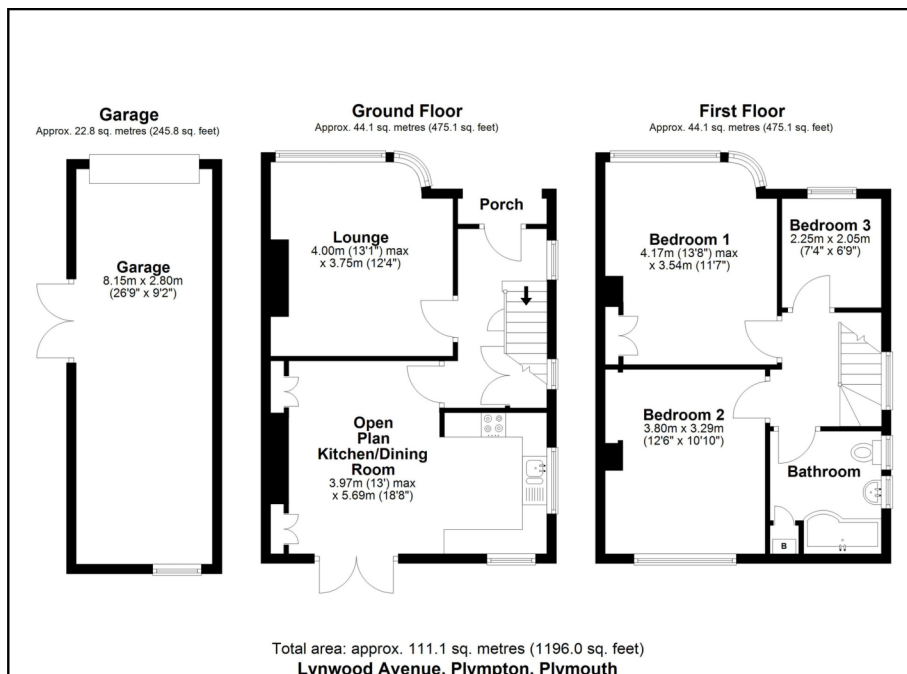 Garage
Approx. 22.8 sq. metres (245.8 sq. feet)
Garage
8.15m x 2.80m
(26'9" x 9'2")
Ground Floor
Approx. 44.1 sq. metres (475.1 sq. feet)
Porch
Lounge
4.00m (13'1") max
x 3.75m (12'4")
Open
Plan
Kitchen/Dining
Room
3.97m (13') max
x 5.69m (18'8")
First Floor
Approx. 44.1 sq. metres (475.1 sq. feet)
Bedroom 1
4.17m (13'8") max
x 3.54m (11'7")
Bedroom 3
2.25m x 2.05m
(7'4" x 6'9")
Bedroom 2
3.80m x 3.29m
(12'6" x 10'10")
Bathroom
B
Total area: approx. 111.1 sq. metres (1196.0 sq. feet)
Lynwood Avenue, Plympton, Plymouth